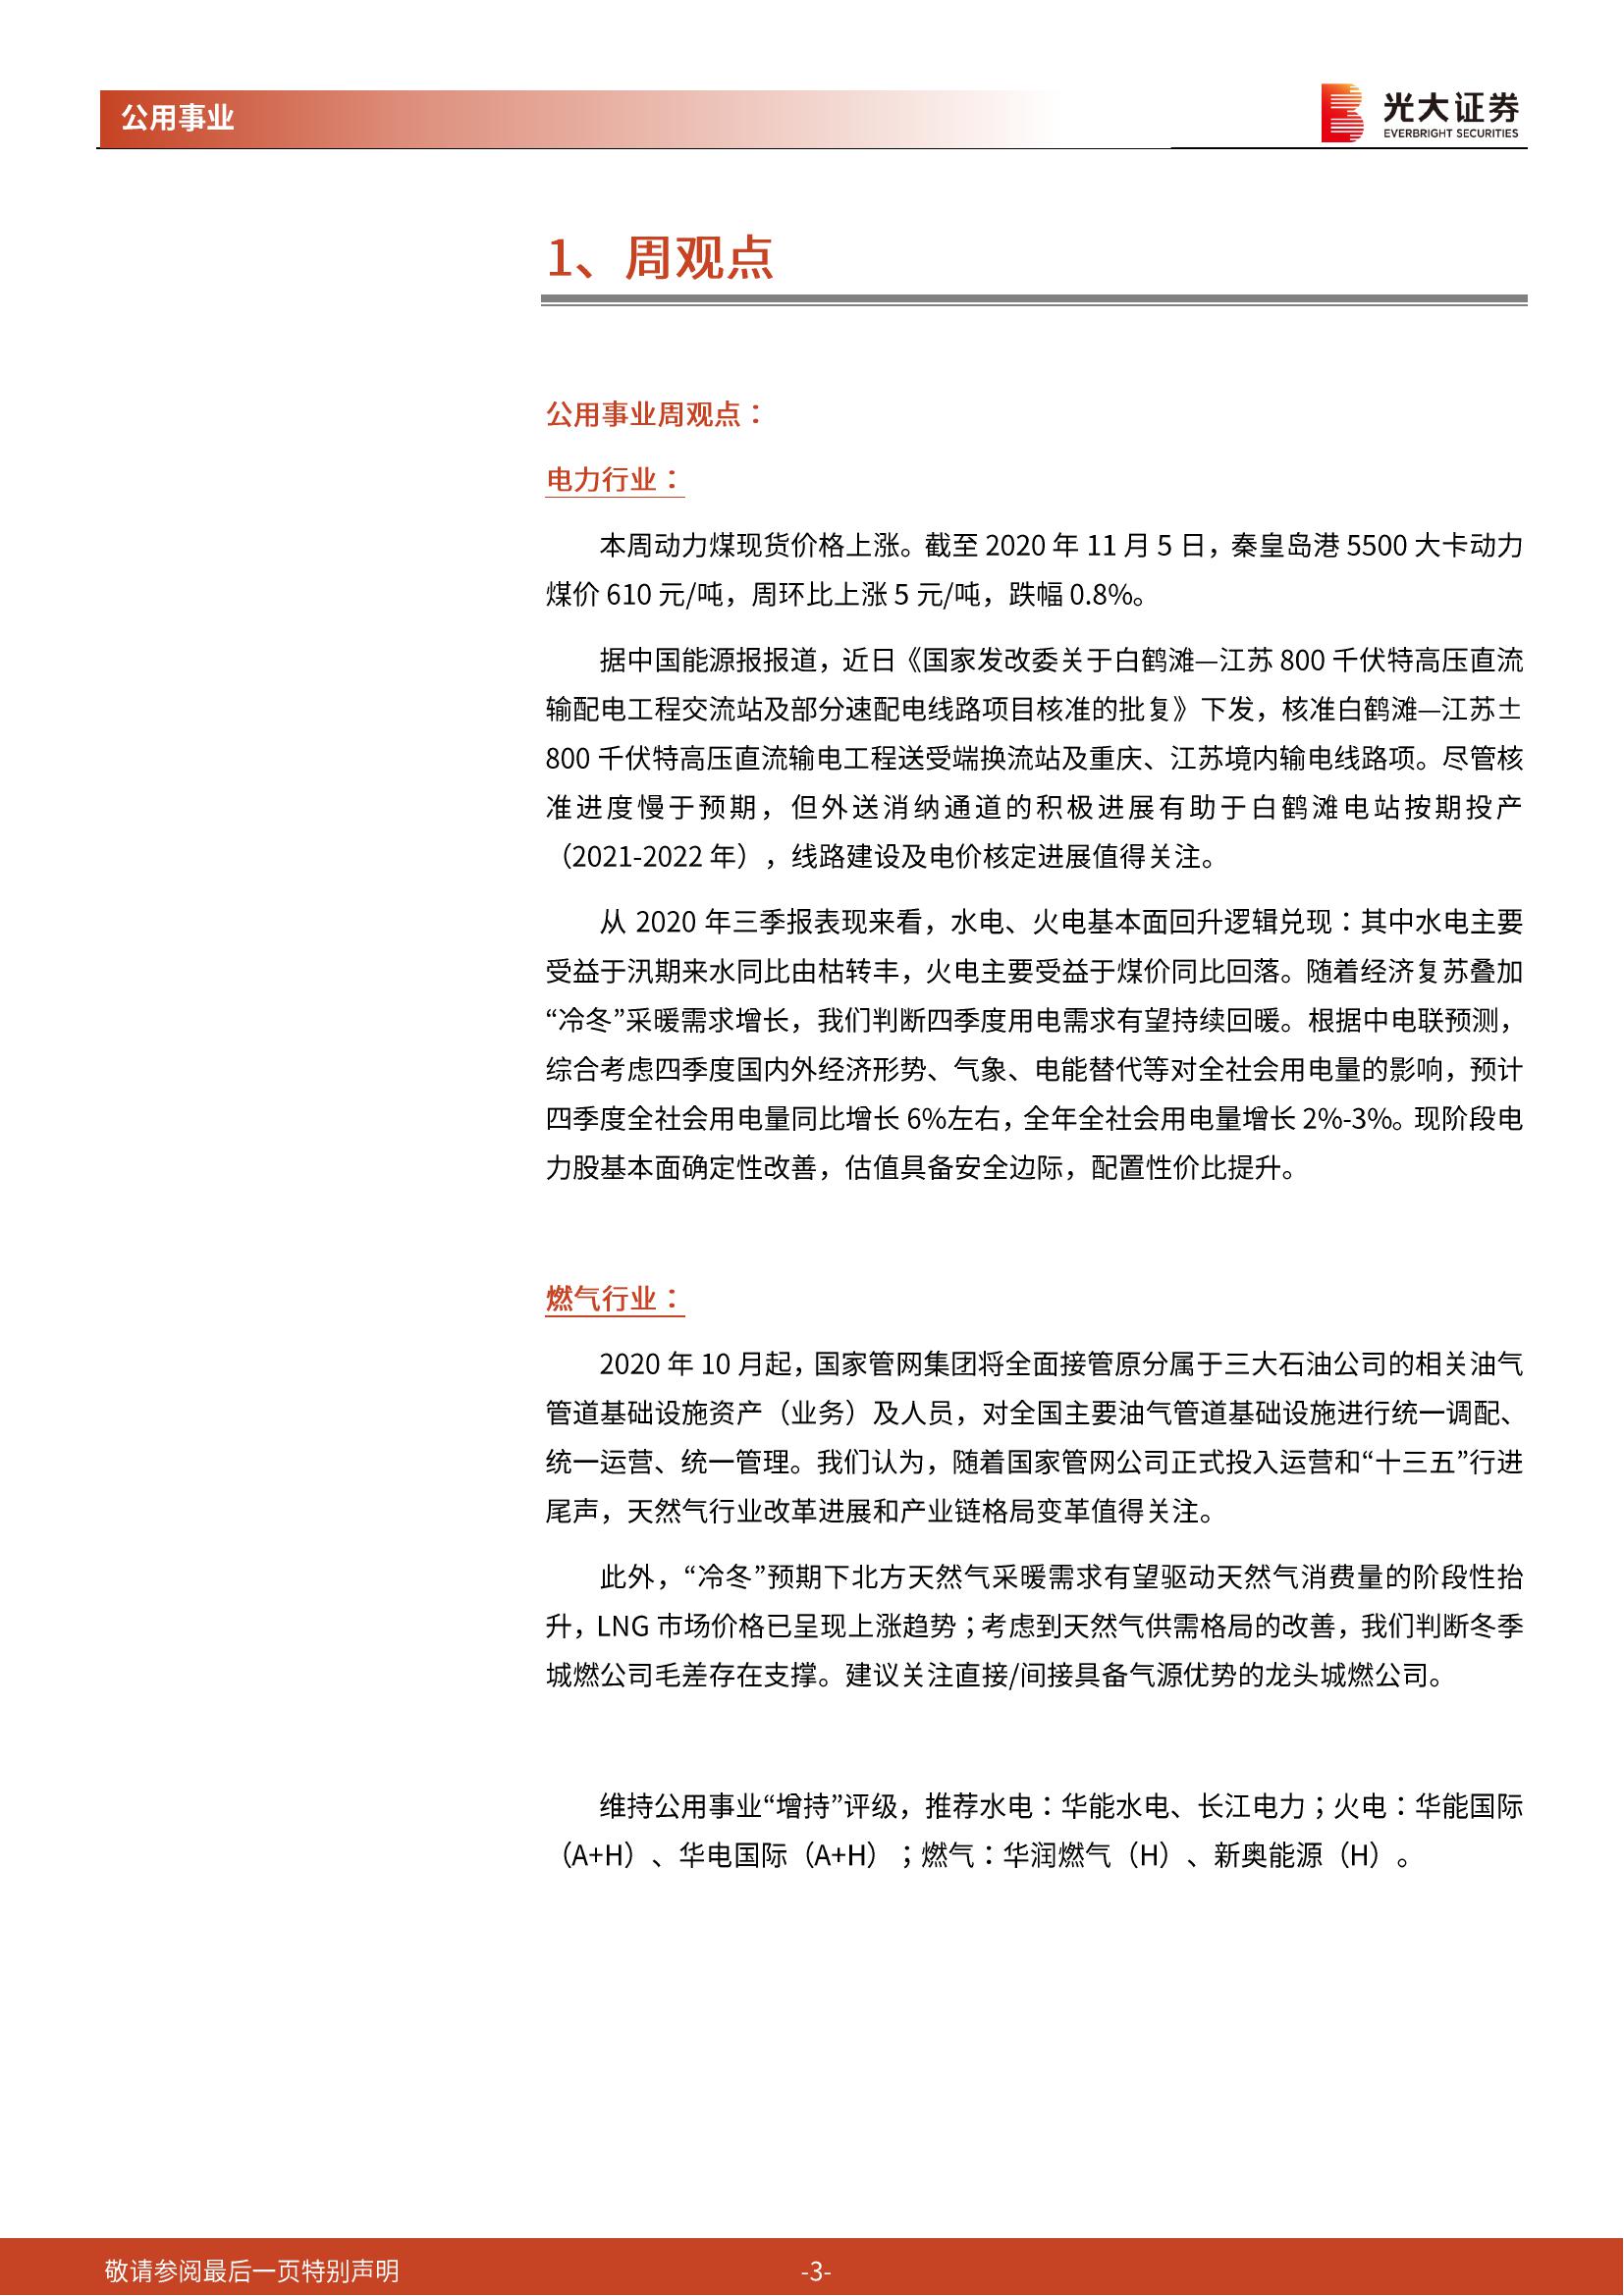 公用事业
光大证券
EVERBRIGHT SECURITIES
1、周观点
公用事业周观点：
电力行业：
本周动力煤现货价格上涨。截至 2020 年 11 月 5 日，秦皇岛港 5500 大卡动力
煤价 610 元/吨，周环比上涨 5 元/吨，跌幅 0.8%。
据中国能源报报道，近日《国家发改委关于白鹤滩—江苏 800 千伏特高压直流
输配电工程交流站及部分速配电线路项目核准的批复》下发，核准白鹤滩—江苏±
800 千伏特高压直流输电工程送受端换流站及重庆、江苏境内输电线路项。尽管核
准进度慢于预期，但外送消纳通道的积极进展有助于白鹤滩电站按期投产
（2021-2022 年），线路建设及电价核定进展值得关注。
从 2020 年三季报表现来看，水电、火电基本面回升逻辑兑现：其中水电主要
受益于汛期来水同比由枯转丰，火电主要受益于煤价同比回落。随着经济复苏叠加
“冷冬”采暖需求增长，我们判断四季度用电需求有望持续回暖。根据中电联预测，
综合考虑四季度国内外经济形势、气象、电能替代等对全社会用电量的影响，预计
四季度全社会用电量同比增长 6%左右，全年全社会用电量增长 2%-3%。现阶段电
力股基本面确定性改善，估值具备安全边际，配置性价比提升。
燃气行业：
2020 年 10 月起，国家管网集团将全面接管原分属于三大石油公司的相关油气
管道基础设施资产（业务）及人员，对全国主要油气管道基础设施进行统一调配、
统一运营、统一管理。我们认为，随着国家管网公司正式投入运营和“十三五”行进
尾声，天然气行业改革进展和产业链格局变革值得关注。
此外，“冷冬”预期下北方天然气采暖需求有望驱动天然气消费量的阶段性抬
升，LNG 市场价格已呈现上涨趋势；考虑到天然气供需格局的改善，我们判断冬季
城燃公司毛差存在支撑。建议关注直接/间接具备气源优势的龙头城燃公司。
维持公用事业“增持”评级，推荐水电：华能水电、长江电力；火电：华能国际
（A+H）、华电国际（A+H）；燃气：华润燃气（H）、新奥能源（H）。
敬请参阅最后一页特别声明
-3-